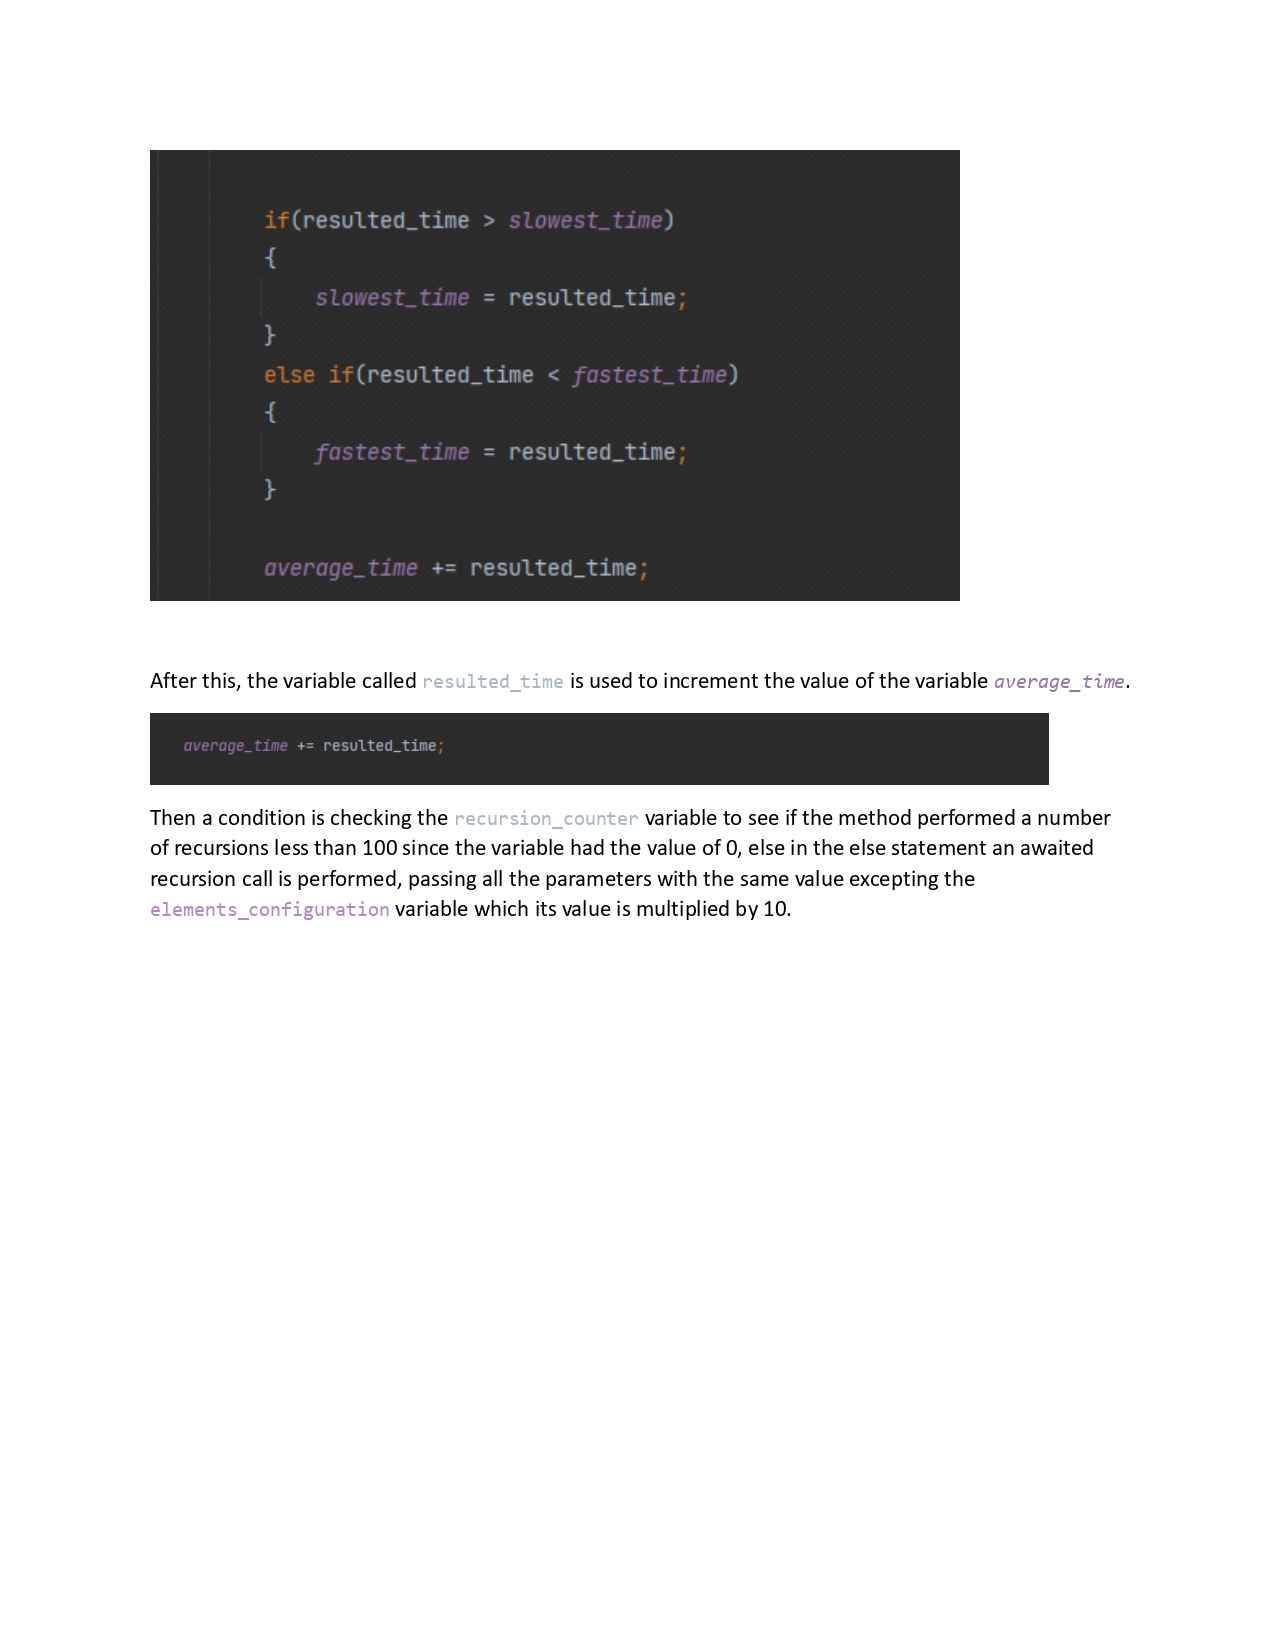 if(resulted_time > slowest_time)
{
slowest_time = resulted_time;
}
else if(resulted_time < fastest_time)
{
fastest_time = resulted_time;
}
average_time += resulted_time;
After this, the variable called resulted_time is used to increment the value of the variable average_time.
average_time += resulted_time;
Then a condition is checking the recursion_counter variable to see if the method performed a number
of recursions less than 100 since the variable had the value of 0, else in the else statement an awaited
recursion call is performed, passing all the parameters with the same value excepting the
elements_configuration variable which its value is multiplied by 10.